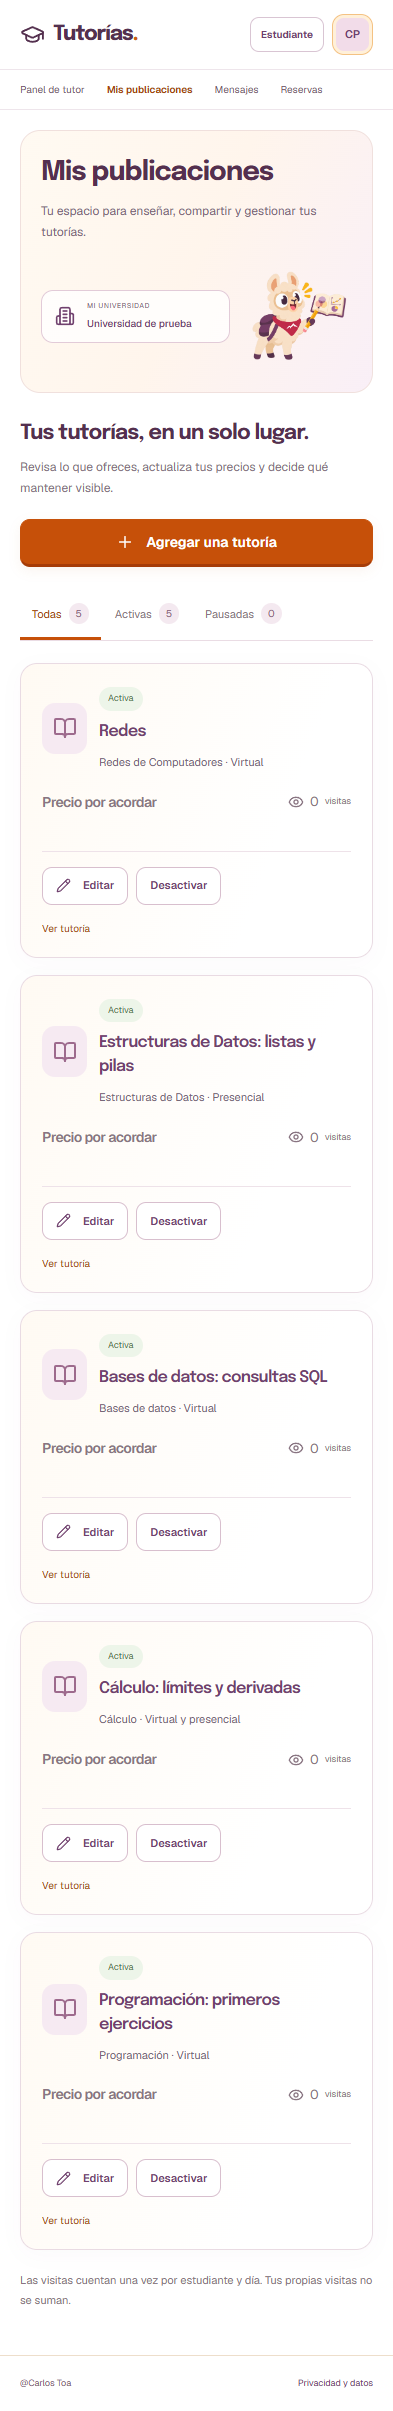 Tutorías.
Estudiante
CP
Panel de tutor
Mis publicaciones
Mensajes
Reservas
Mis publicaciones
Tu espacio para enseñar, compartir y gestionar tus
tutorías.
MI UNIVERSIDAD
Universidad de prueba
Tus tutorías, en un solo lugar.
Revisa lo que ofreces, actualiza tus precios y decide qué
mantener visible.
Agregar una tutoría
Todas 5
Activas 5
Pausadas 0
Activa
Redes
Redes de Computadores · Virtual
Precio por acordar
0 visitas
Editar
Desactivar
Ver tutoría
Activa
Estructuras de Datos: listas y
pilas
Estructuras de Datos · Presencial
Precio por acordar
0 visitas
Editar
Desactivar
Ver tutoría
Activa
Bases de datos: consultas SQL
Bases de datos · Virtual
Precio por acordar
0 visitas
Editar
Desactivar
Ver tutoría
Activa
Cálculo: límites y derivadas
Cálculo · Virtual y presencial
Precio por acordar
0 visitas
Editar
Desactivar
Ver tutoría
Activa
Programación: primeros
ejercicios
Programación · Virtual
Precio por acordar
0 visitas
Editar
Desactivar
Ver tutoría
Las visitas cuentan una vez por estudiante y día. Tus propias visitas no
se suman.
@Carlos Toa
Privacidad y datos